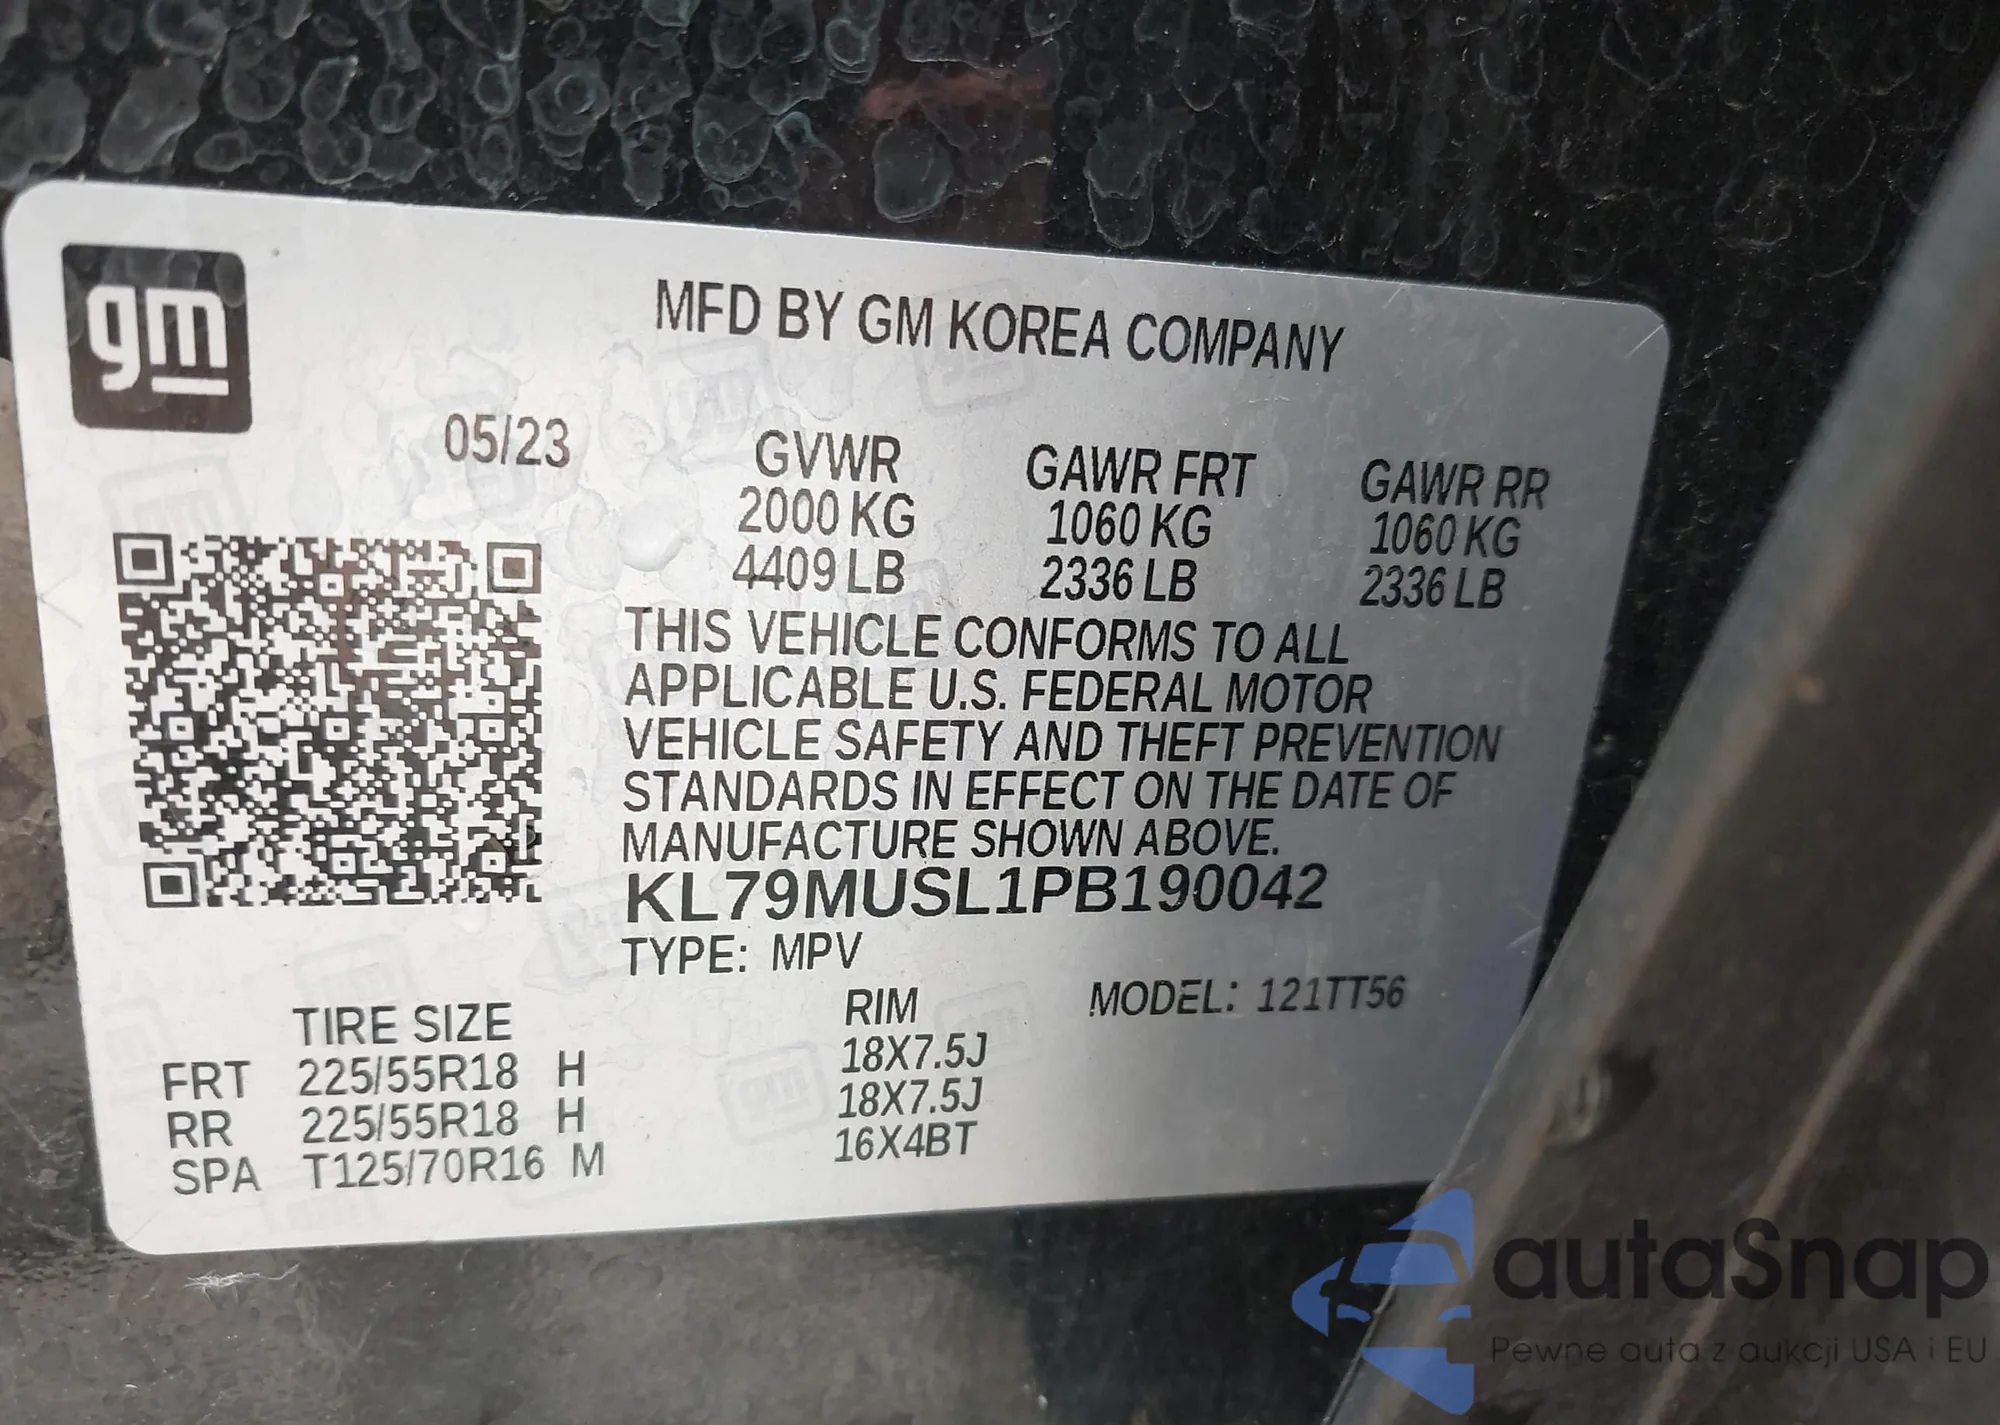 gm
MFD BY GM KOREA COMPANY
05/23
GVWR GAWR FRT GAWR RR
2000 KG 1060 KG 1060 KG
4409 LB 2336 LB 2336 LB
THIS VEHICLE CONFORMS TO ALL
APPLICABLE U.S. FEDERAL MOTOR
VEHICLE SAFETY AND THEFT PREVENTION
STANDARDS IN EFFECT ON THE DATE OF
MANUFACTURE SHOWN ABOVE.
KL79MUSL1PB190042
TYPE: MPV
TIRE SIZE RIM MODEL: 121TT56
FRT 225/55R18 H 18X7.5J
RR 225/55R18 H 18X7.5J
SPA T125/70R16 M 16X4BT
autaSnap
Pewne auta z aukcji USA i EU